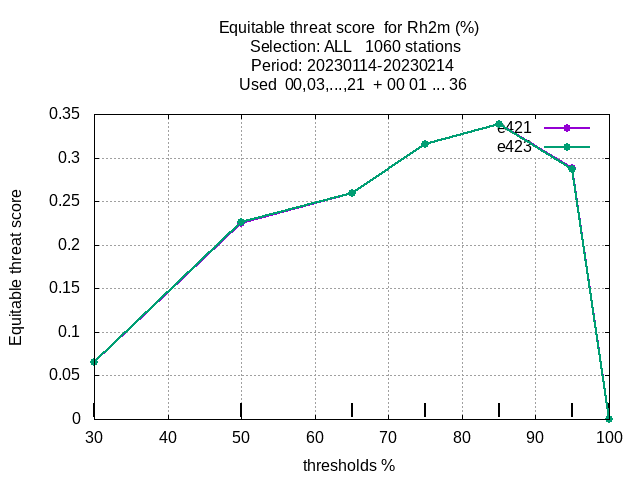 Equitable threat score  for Rh2m (%)
Selection: ALL   1060 stations
Period: 20230114-20230214
Used  00,03,...,21  + 00 01 ... 36
e421
e423
0.35
0.3
0.25
0.2
0.15
0.1
0.05
0
Equitable threat score
30 40 50 60 70 80 90 100
thresholds %